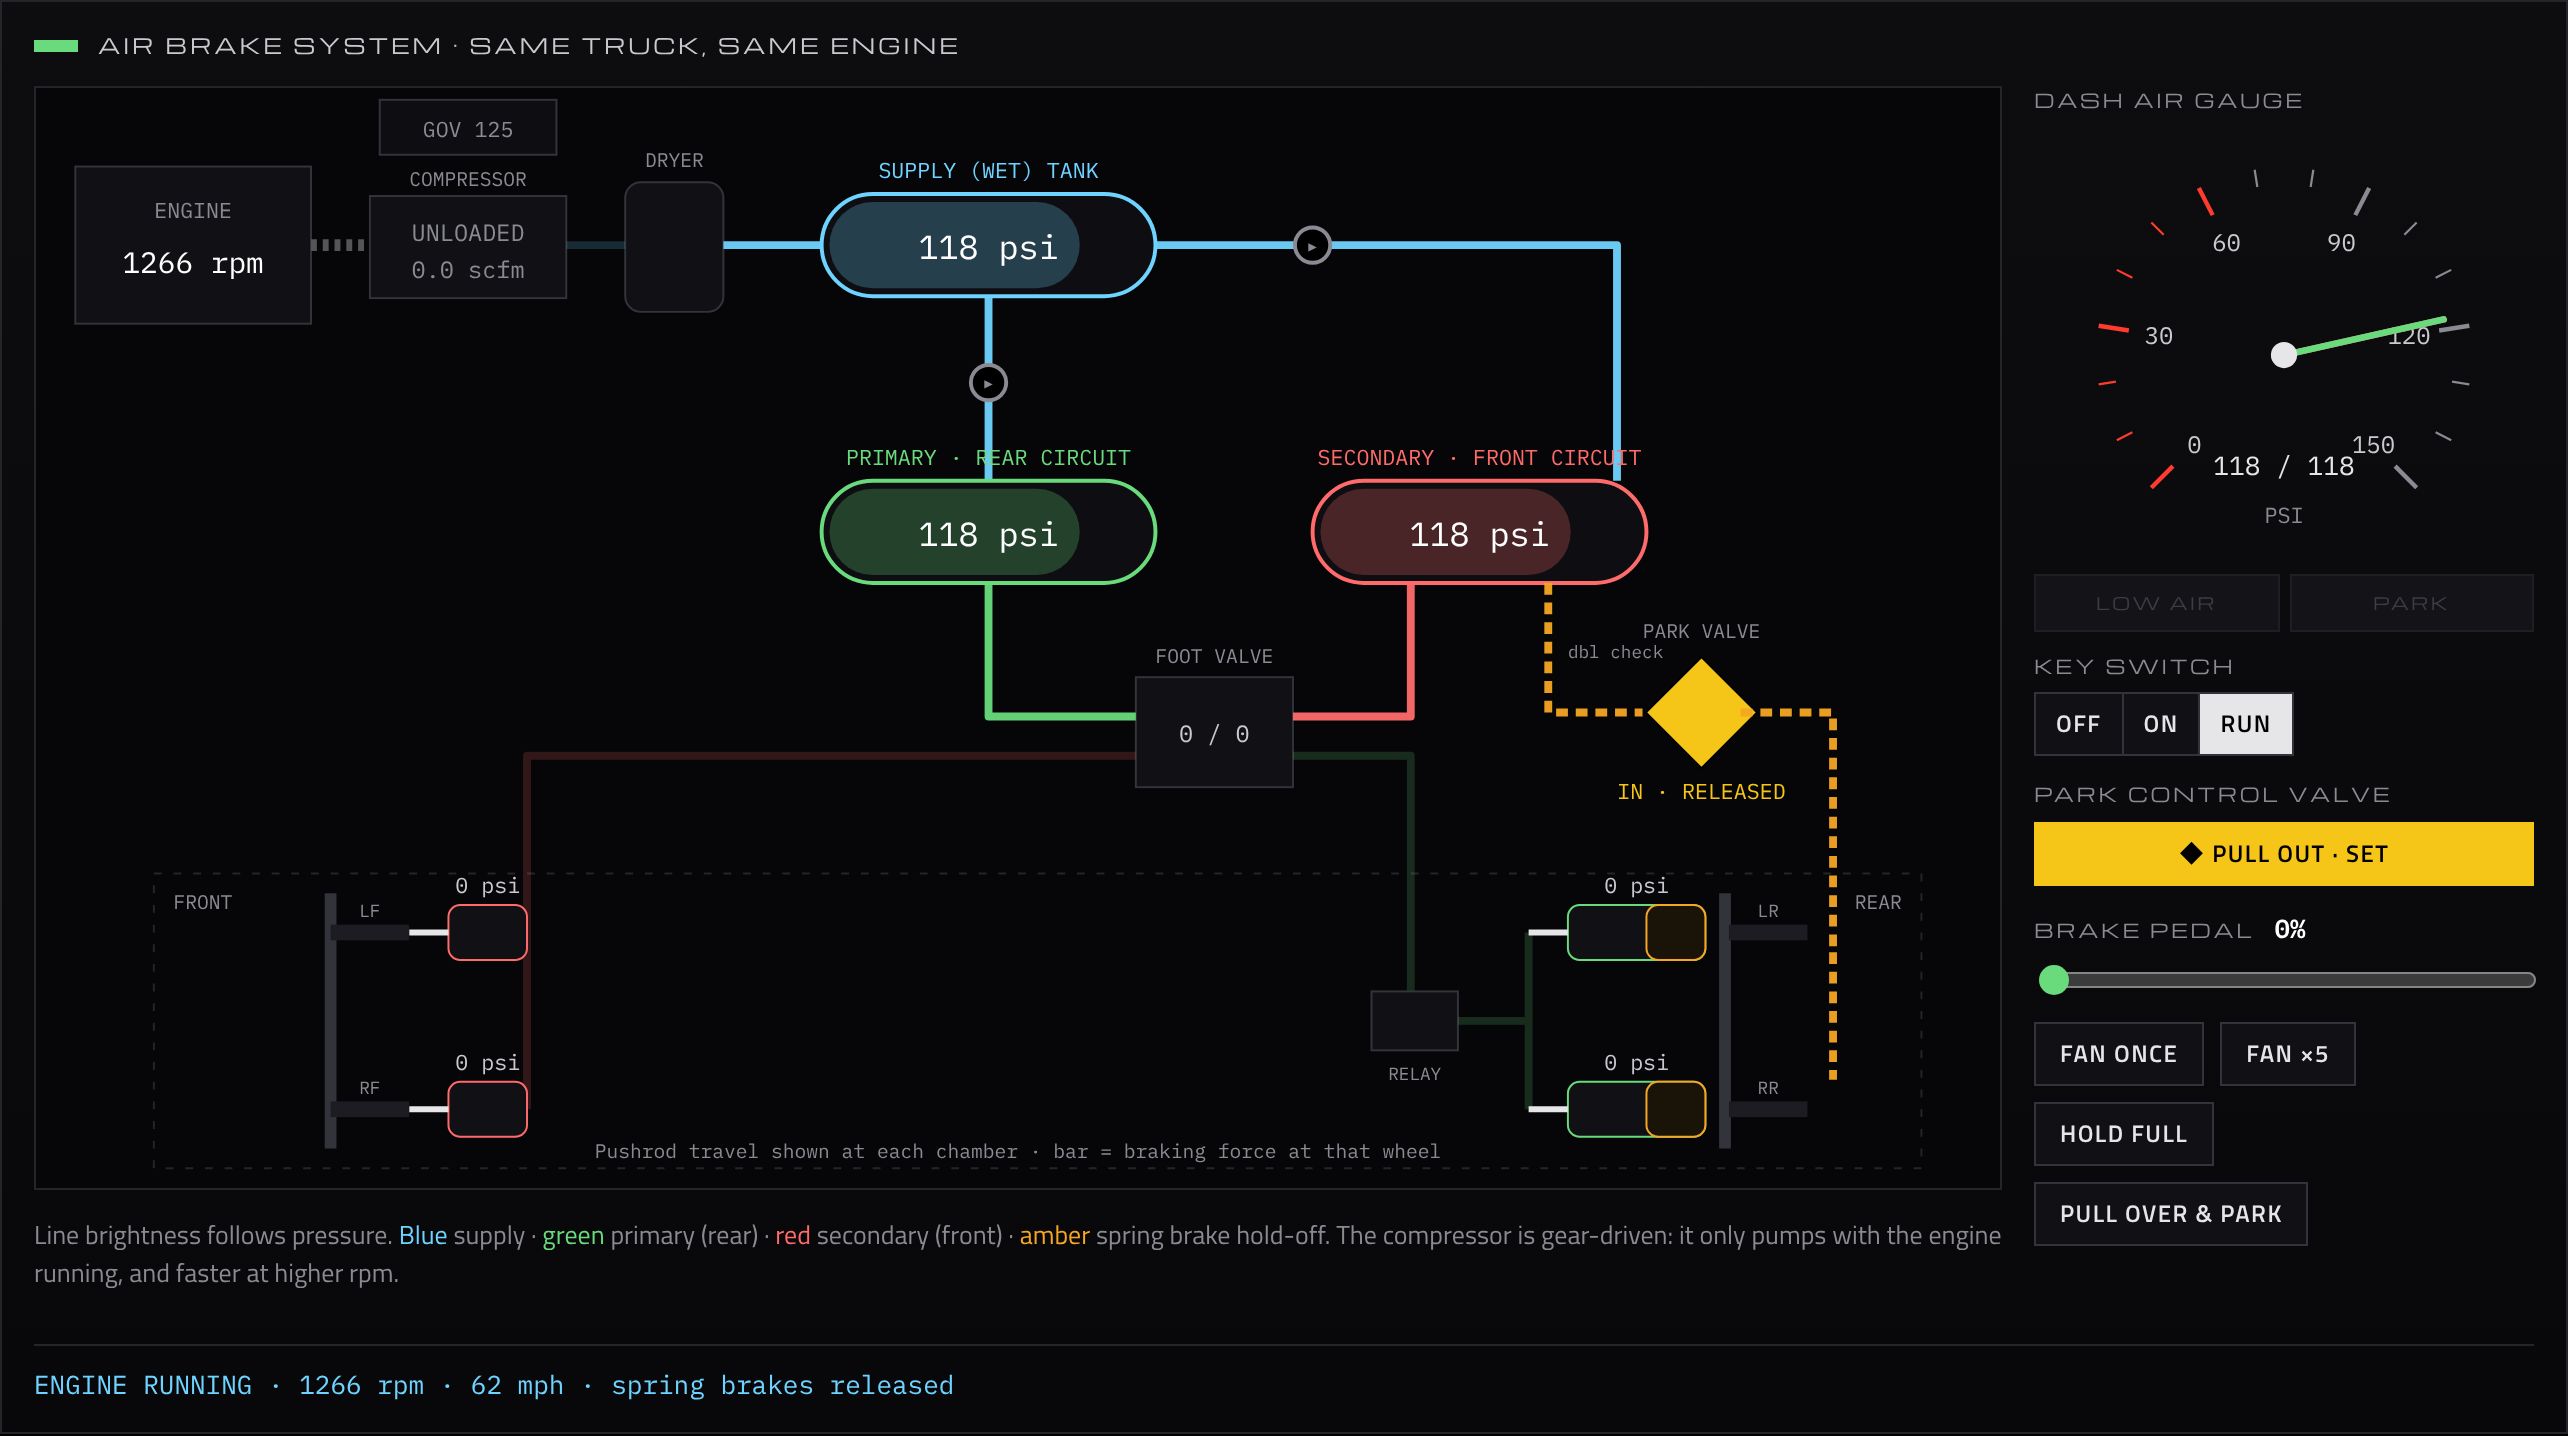 AIR BRAKE SYSTEM · SAME TRUCK, SAME ENGINE
GOV 125
COMPRESSOR
ENGINE
1266 rpm
UNLOADED
0.0 scfm
DRYER
SUPPLY (WET) TANK
118 psi
PRIMARY · REAR CIRCUIT
118 psi
SECONDARY · FRONT CIRCUIT
118 psi
FOOT VALVE
0 / 0
PARK VALVE
dbl check
IN · RELEASED
FRONT
LF
0 psi
RF
0 psi
RELAY
0 psi
LR
REAR
0 psi
RR
Pushrod travel shown at each chamber · bar = braking force at that wheel
DASH AIR GAUGE
60
90
30
120
0
150
118 / 118
PSI
LOW AIR
PARK
KEY SWITCH
OFF
ON
RUN
PARK CONTROL VALVE
◆ PULL OUT · SET
BRAKE PEDAL 0%
FAN ONCE
FAN ×5
HOLD FULL
PULL OVER & PARK
Line brightness follows pressure. Blue supply · green primary (rear) · red secondary (front) · amber spring brake hold-off. The compressor is gear-driven: it only pumps with the engine
running, and faster at higher rpm.
ENGINE RUNNING · 1266 rpm · 62 mph · spring brakes released